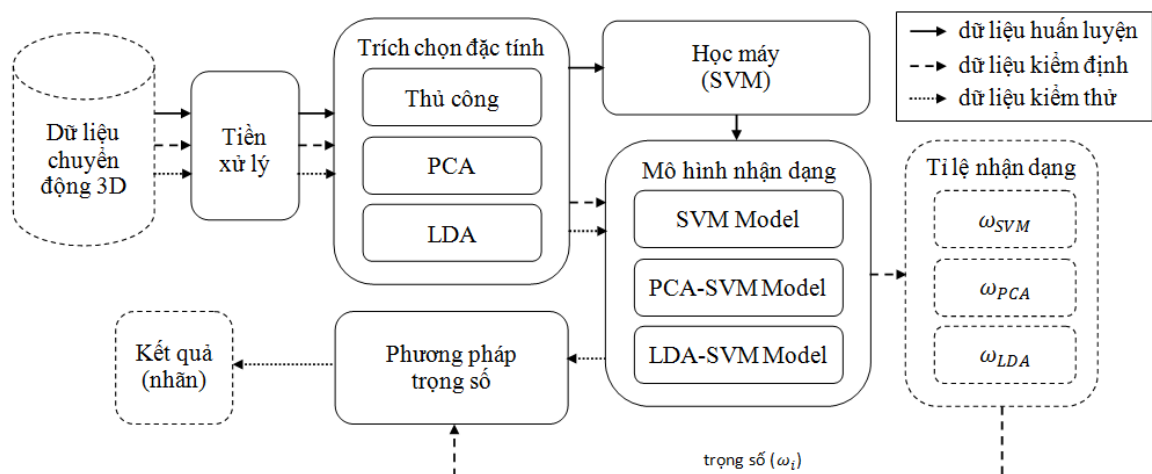 Dữ liệu
chuyển
động 3D
Tiền
xử lý
Trích chọn đặc tính
Thủ công
PCA
LDA
Học máy
(SVM)
dữ liệu huấn luyện
dữ liệu kiểm định
dữ liệu kiểm thử
Mô hình nhận dạng
SVM Model
PCA-SVM Model
LDA-SVM Model
Tỉ lệ nhận dạng
ω_SVM
ω_PCA
ω_LDA
Kết quả
(nhãn)
Phương pháp
trọng số
trọng số (ω_i)